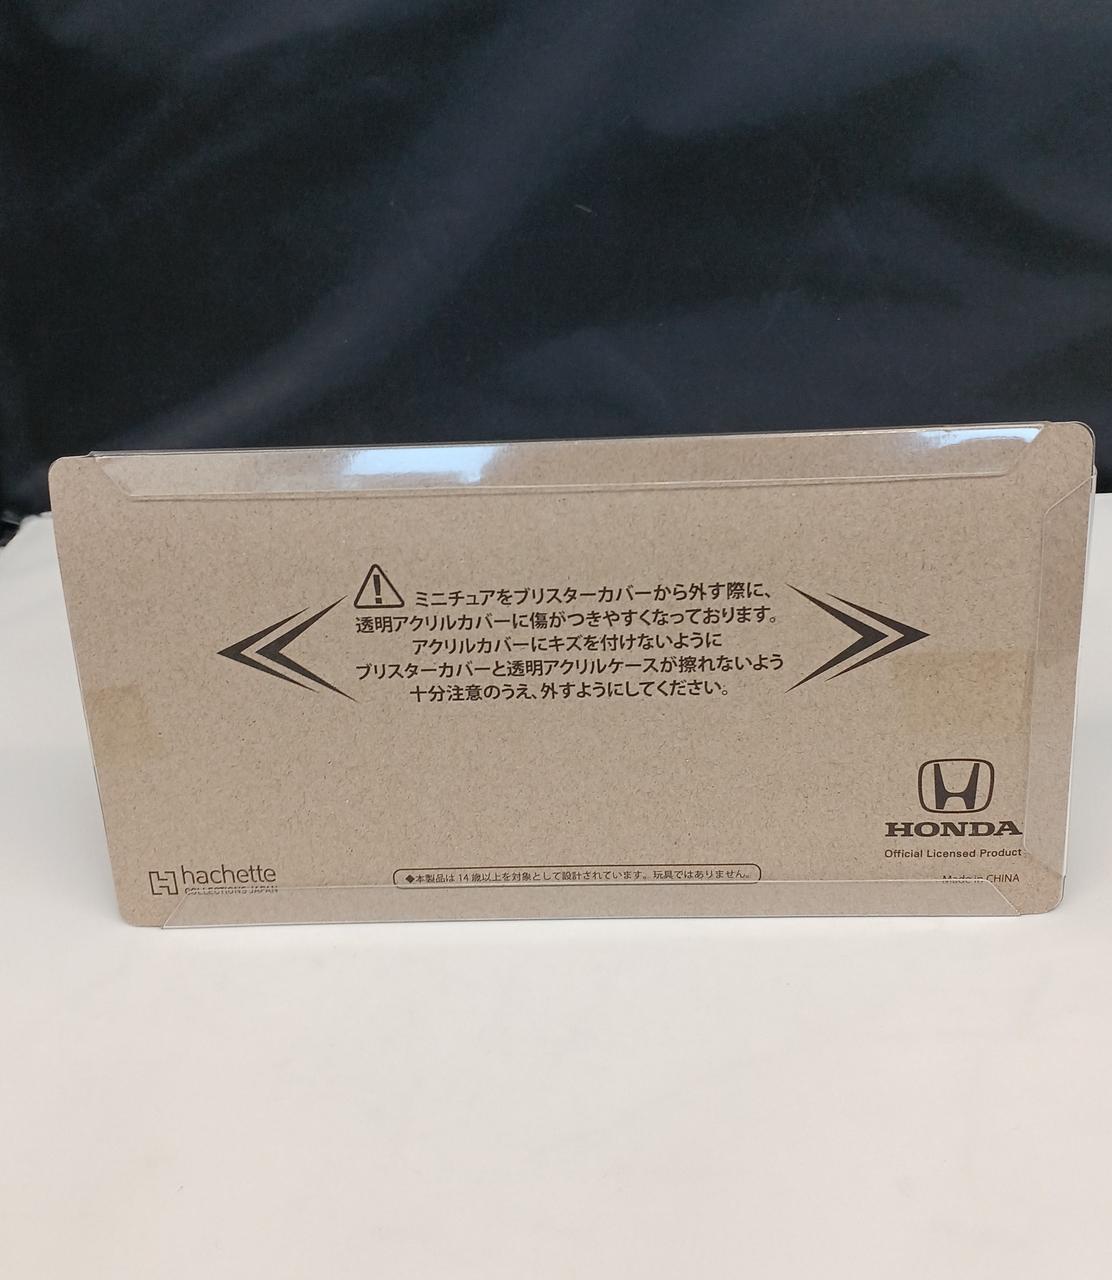 ミニチュアをブリスターカバーから外す際に、
透明アクリルカバーに傷がつきやすくなっております。
アクリルカバーにキズを付けないように
ブリスターカバーと透明アクリルケースが擦れないよう
十分注意のうえ、外すようにしてください。
HONDA
Official Licensed Product
Made in CHINA
hachette
COLLECTIONS JAPAN
◆本製品は14歳以上を対象として設計されています。玩具ではありません。